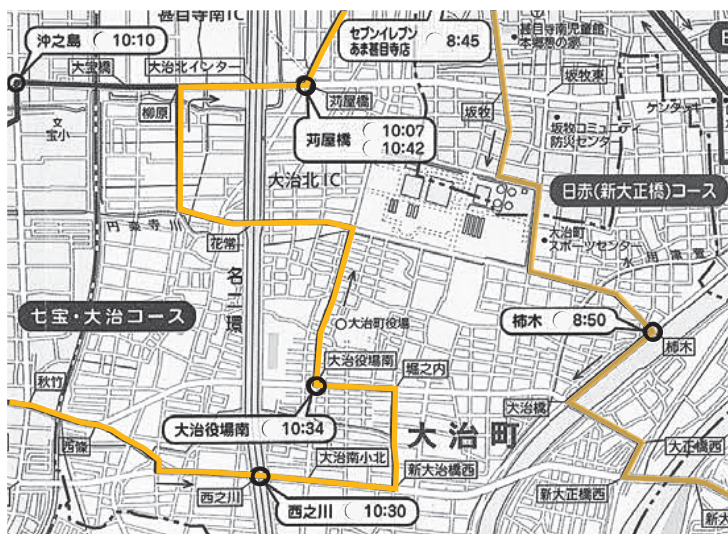 甚目寺南IC
沖之島 10:10
セブンイレブン
あま甚目寺店
8:45
甚目寺南児童館
大宝橋
大治北インター
坂牧東
柳原
苅屋橋
坂牧
ケンタッキー
文
宝小
苅屋橋 10:07
10:42
坂牧コミュニティ
防災センター
大治北IC
日赤(新大正橋)コース
円楽寺川
花常
大治町
スポーツセンター
名二環
七宝・大治コース
大治町役場
柿木 8:50
柿木
大治役場南
堀之内
秋竹
大治橋
大治役場南 10:34
大治町
西條
大正橋西
大治南小北
新大治橋西
西之川
新大正橋西
西之川 10:30